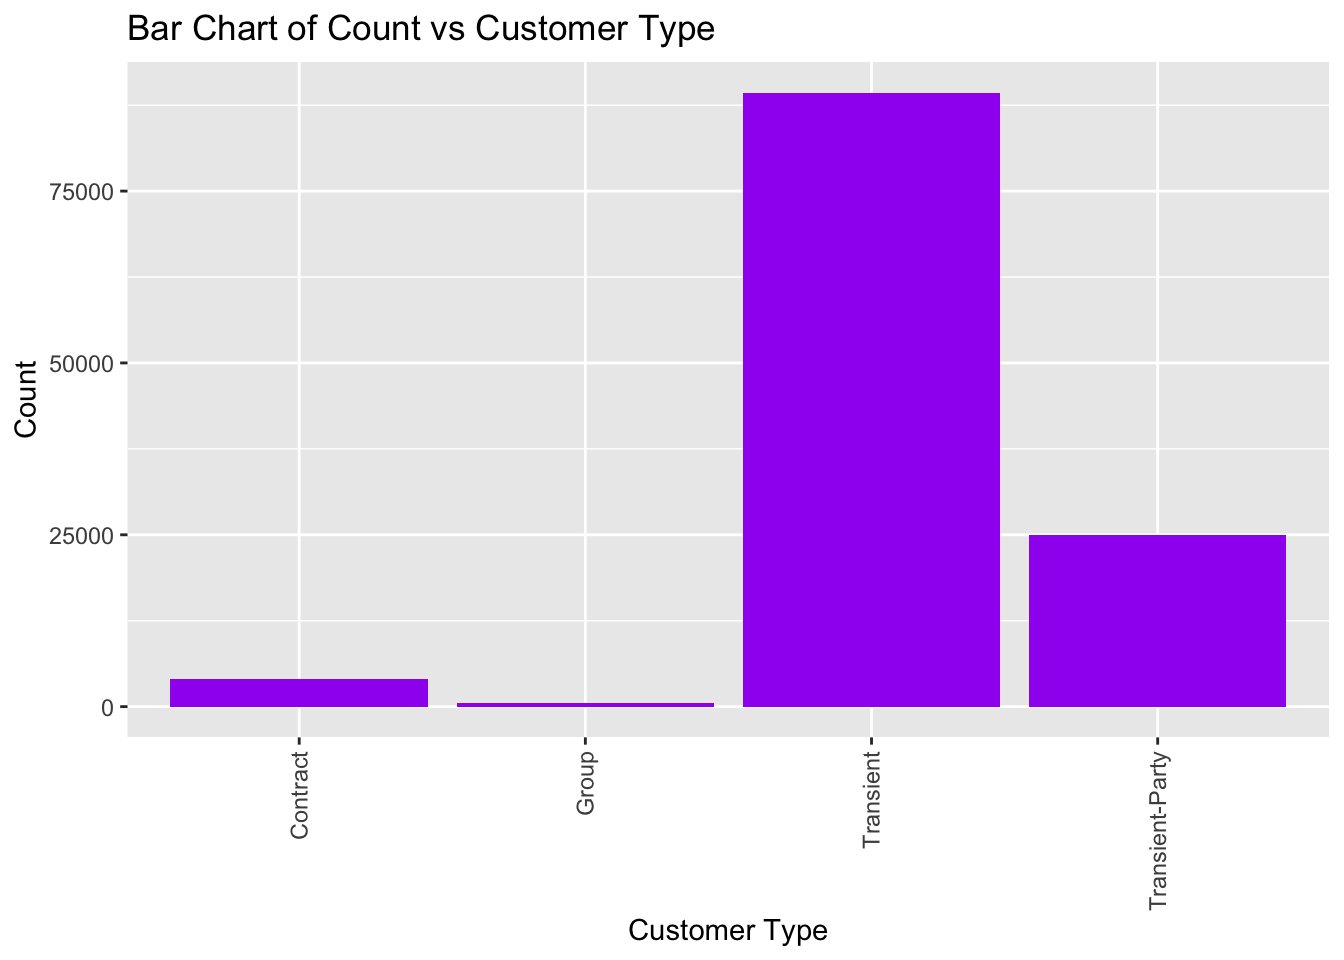 Bar Chart of Count vs Customer Type
Count
75000
50000
25000
0
Contract
Group
Transient
Transient-Party
Customer Type